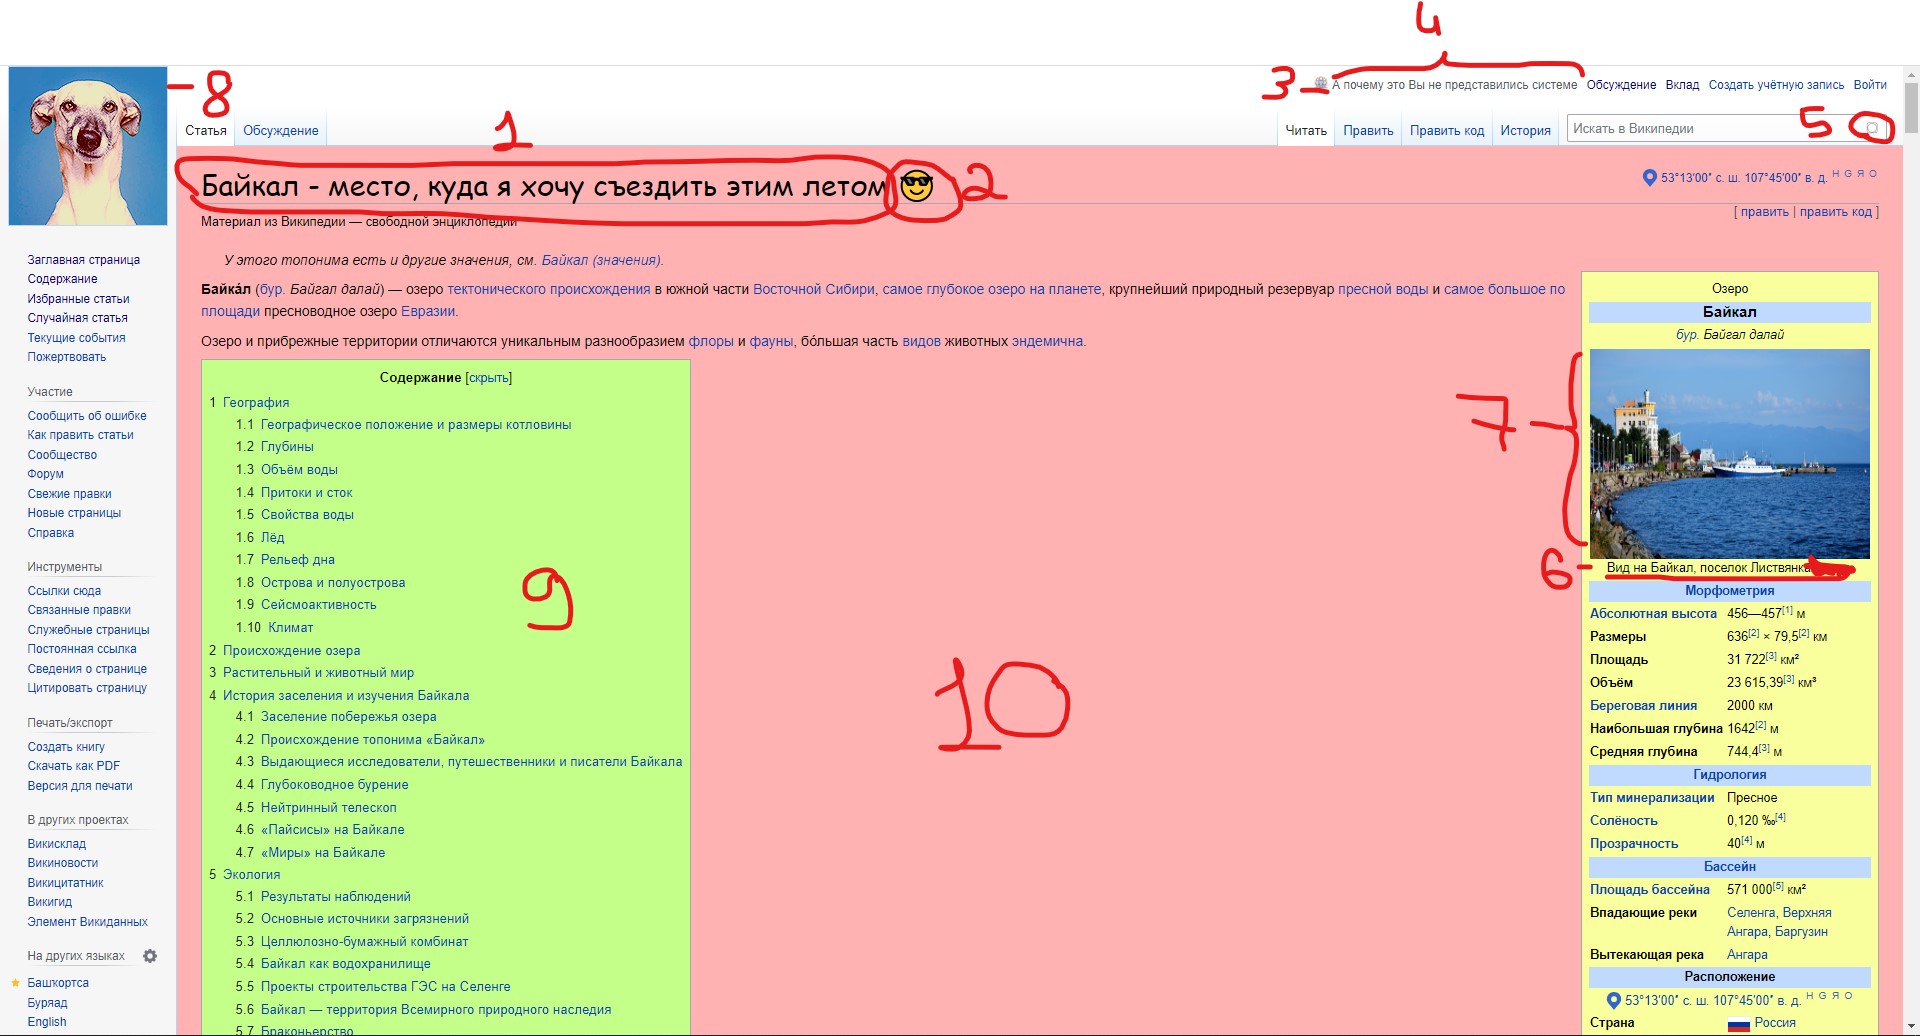 4
3 А почему это Вы не представились системе Обсуждение Вклад Создать учётную запись Войти
8
Статья Обсуждение
1
Читать Править Править код История Искать в Википедии 5
Байкал - место, куда я хочу съездить этим летом 😎 2
53°13′00″ с. ш. 107°45′00″ в. д. H G Я O
Материал из Википедии — свободной энциклопедии
[ править | править код ]
Заглавная страница
Содержание
Избранные статьи
Случайная статья
Текущие события
Пожертвовать
Участие
Сообщить об ошибке
Как править статьи
Сообщество
Форум
Свежие правки
Новые страницы
Справка
Инструменты
Ссылки сюда
Связанные правки
Служебные страницы
Постоянная ссылка
Сведения о странице
Цитировать страницу
Печать/экспорт
Создать книгу
Скачать как PDF
Версия для печати
В других проектах
Викисклад
Викиновости
Викицитатник
Викигид
Элемент Викиданных
На других языках
Башҡортса
Буряад
English
У этого топонима есть и другие значения, см. Байкал (значения).
Байка́л (бур. Байгал далай) — озеро тектонического происхождения в южной части Восточной Сибири, самое глубокое озеро на планете, крупнейший природный резервуар пресной воды и самое большое по
площади пресноводное озеро Евразии.
Озеро и прибрежные территории отличаются уникальным разнообразием флоры и фауны, бо́льшая часть видов животных эндемична.
Содержание [скрыть]
1 География
1.1 Географическое положение и размеры котловины
1.2 Глубины
1.3 Объём воды
1.4 Притоки и сток
1.5 Свойства воды
1.6 Лёд
1.7 Рельеф дна
1.8 Острова и полуострова
1.9 Сейсмоактивность
1.10 Климат
9
2 Происхождение озера
3 Растительный и животный мир
4 История заселения и изучения Байкала
4.1 Заселение побережья озера
4.2 Происхождение топонима «Байкал»
4.3 Выдающиеся исследователи, путешественники и писатели Байкала
4.4 Глубоководное бурение
4.5 Нейтринный телескоп
4.6 «Пайсисы» на Байкале
4.7 «Миры» на Байкале
5 Экология
5.1 Результаты наблюдений
5.2 Основные источники загрязнений
5.3 Целлюлозно-бумажный комбинат
5.4 Байкал как водохранилище
5.5 Проекты строительства ГЭС на Селенге
5.6 Байкал — территория Всемирного природного наследия
5.7 Браконьерство
10
Озеро
Байкал
бур. Байгал далай
7
6 Вид на Байкал, поселок Листвянка
Морфометрия
Абсолютная высота 456—457[1] м
Размеры 636[2] × 79,5[2] км
Площадь 31 722[3] км²
Объём 23 615,39[3] км³
Береговая линия 2000 км
Наибольшая глубина 1642[2] м
Средняя глубина 744,4[3] м
Гидрология
Тип минерализации Пресное
Солёность 0,120 ‰[4]
Прозрачность 40[4] м
Бассейн
Площадь бассейна 571 000[5] км²
Впадающие реки Селенга, Верхняя
Ангара, Баргузин
Вытекающая река Ангара
Расположение
53°13′00″ с. ш. 107°45′00″ в. д. H G Я O
Страна Россия